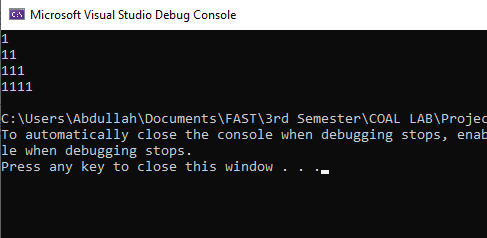 Microsoft Visual Studio Debug Console
1
11
111
1111
C:\Users\Abdullah\Documents\FAST\3rd Semester\COAL LAB\Projec
To automatically close the console when debugging stops, enab
le when debugging stops.
Press any key to close this window . . .